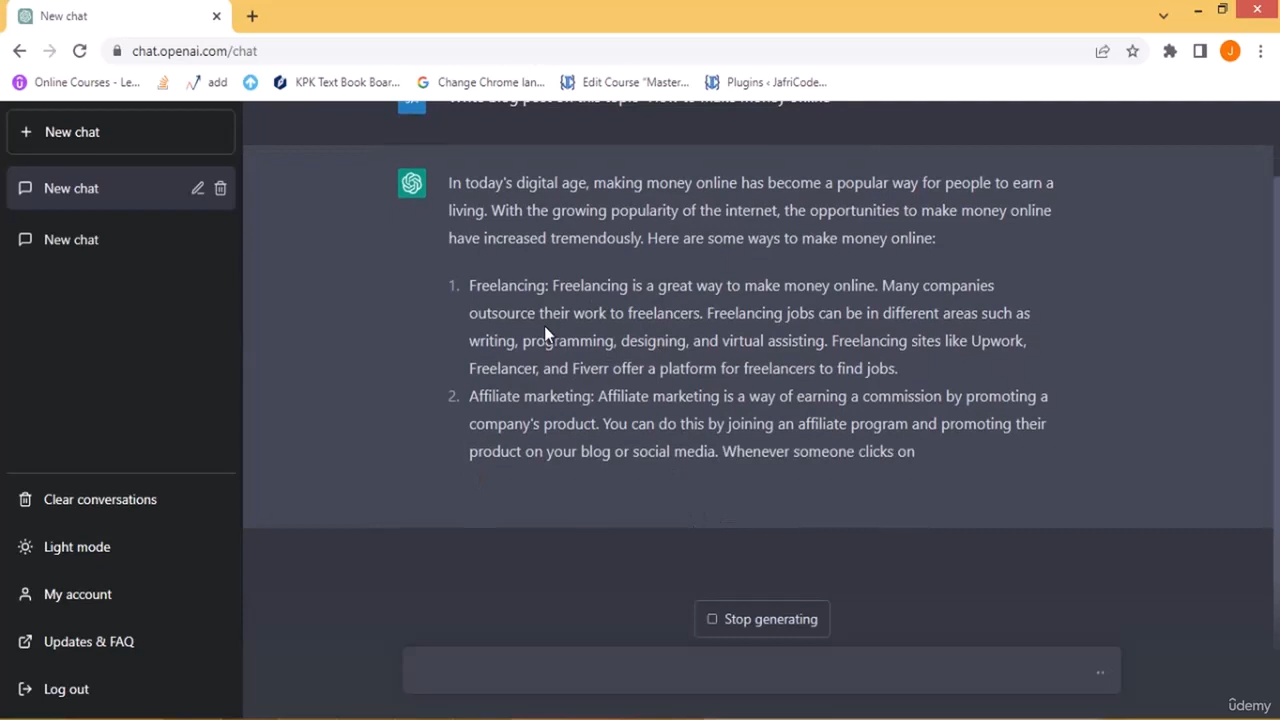 New chat
chat.openai.com/chat
Online Courses - Le...
add
KPK Text Book Boar...
Change Chrome lan...
Edit Course "Master...
Plugins < JafriCode...
J
New chat
New chat
New chat
Clear conversations
Light mode
My account
Updates & FAQ
Log out
In today's digital age, making money online has become a popular way for people to earn a
living. With the growing popularity of the internet, the opportunities to make money online
have increased tremendously. Here are some ways to make money online:
1. Freelancing: Freelancing is a great way to make money online. Many companies
outsource their work to freelancers. Freelancing jobs can be in different areas such as
writing, programming, designing, and virtual assisting. Freelancing sites like Upwork,
Freelancer, and Fiverr offer a platform for freelancers to find jobs.
2. Affiliate marketing: Affiliate marketing is a way of earning a commission by promoting a
company's product. You can do this by joining an affiliate program and promoting their
product on your blog or social media. Whenever someone clicks on
Stop generating
ûdemy